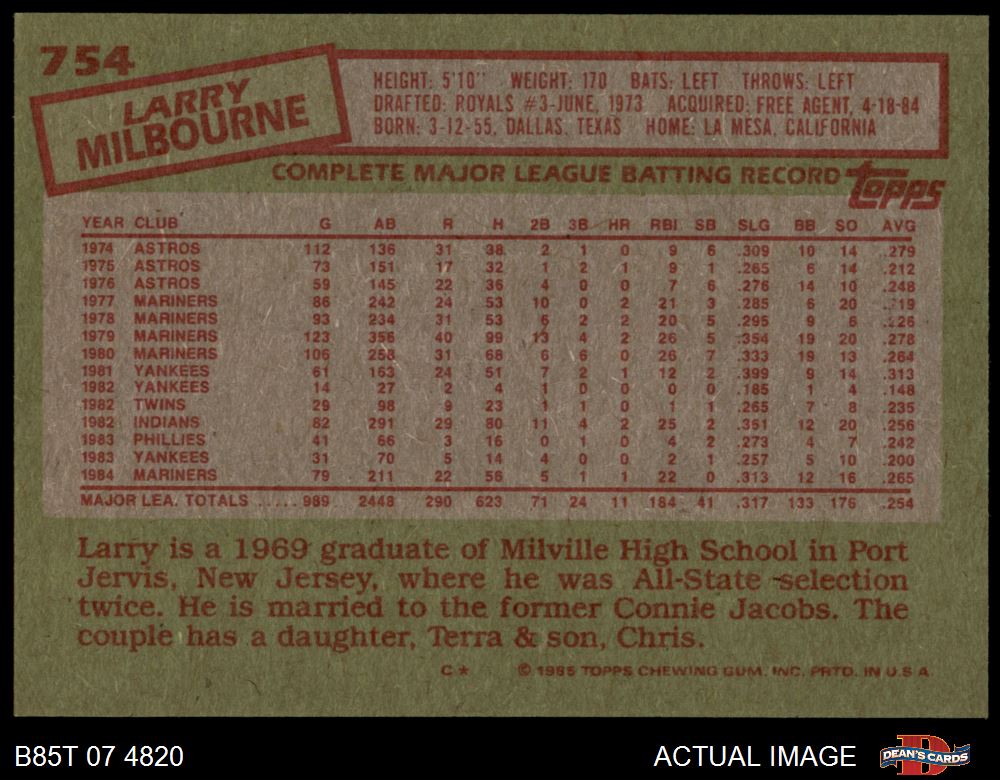 754
LARRY
MILBOURNE
HEIGHT: 5'10" WEIGHT: 170 BATS: LEFT THROWS: LEFT
DRAFTED: ROYALS #3-JUNE, 1973 ACQUIRED: FREE AGENT, 4-18-84
BORN: 3-12-55, DALLAS, TEXAS HOME: LA MESA, CALIFORNIA
COMPLETE MAJOR LEAGUE BATTING RECORD topps
YEAR CLUB G AB R H 2B 3B HR RBI SB SLG BB SO AVG
1974 ASTROS 112 136 31 38 2 1 0 9 6 .309 10 14 .279
1975 ASTROS 73 151 17 32 1 2 1 9 1 .265 6 14 .212
1976 ASTROS 59 145 22 36 4 0 0 7 6 .276 14 10 .248
1977 MARINERS 86 242 24 53 10 0 2 21 3 .285 6 20 .219
1978 MARINERS 93 234 31 53 6 2 2 20 5 .295 9 6 .226
1979 MARINERS 123 356 40 99 13 4 2 26 5 .354 19 20 .278
1980 MARINERS 106 258 31 68 6 6 0 26 7 .333 19 13 .264
1981 YANKEES 61 163 24 51 7 2 1 12 2 .399 9 14 .313
1982 YANKEES 14 27 2 4 1 0 0 0 0 .185 1 4 .148
1982 TWINS 29 98 9 23 1 1 0 1 1 .265 7 8 .235
1982 INDIANS 82 291 29 80 11 4 2 25 2 .351 12 20 .256
1983 PHILLIES 41 66 3 16 0 1 0 4 2 .273 4 7 .242
1983 YANKEES 31 70 5 14 4 0 0 2 1 .257 5 10 .200
1984 MARINERS 79 211 22 56 5 1 1 22 0 .313 12 16 .265
MAJOR LEA. TOTALS ..... 989 2448 290 623 71 24 11 184 41 .317 133 176 .254
Larry is a 1969 graduate of Milville High School in Port
Jervis, New Jersey, where he was All-State selection
twice. He is married to the former Connie Jacobs. The
couple has a daughter, Terra & son, Chris.
C* © 1985 TOPPS CHEWING GUM, INC. PRTD. IN U.S.A.
B85T 07 4820 ACTUAL IMAGE DEAN'S CARDS